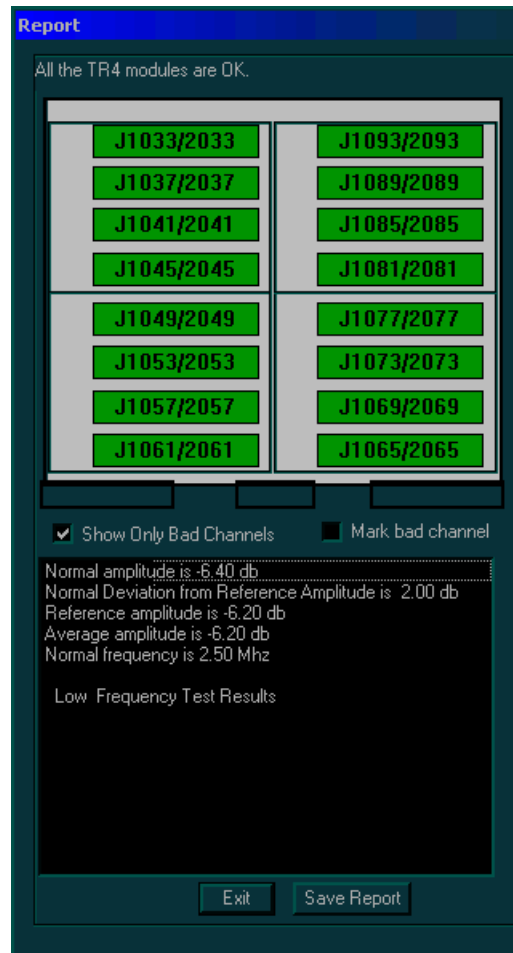 Report
All the TR4 modules are OK.
J1033/2033
J1093/2093
J1037/2037
J1089/2089
J1041/2041
J1085/2085
J1045/2045
J1081/2081
J1049/2049
J1077/2077
J1053/2053
J1073/2073
J1057/2057
J1069/2069
J1061/2061
J1065/2065
Show Only Bad Channels
Mark bad channel
Normal amplitude is -6.40 db
Normal Deviation from Reference Amplitude is 2.00 db
Reference amplitude is -6.20 db
Average amplitude is -6.20 db
Normal frequency is 2.50 Mhz
Low Frequency Test Results
Exit
Save Report